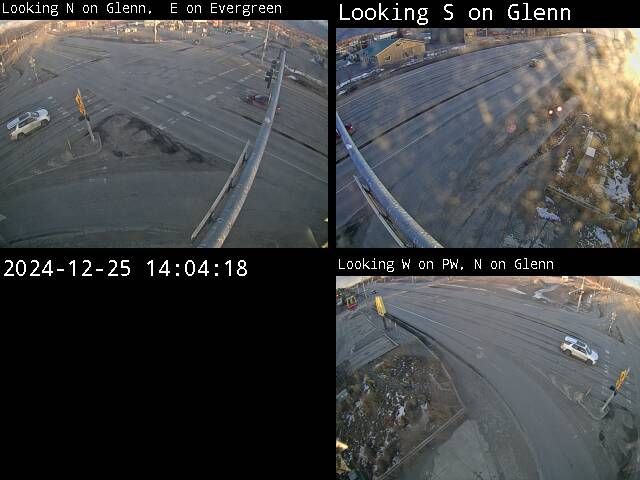 Looking N on Glenn, E on Evergreen
Looking S on Glenn
2024-12-25 14:04:18
Looking W on PW, N on Glenn